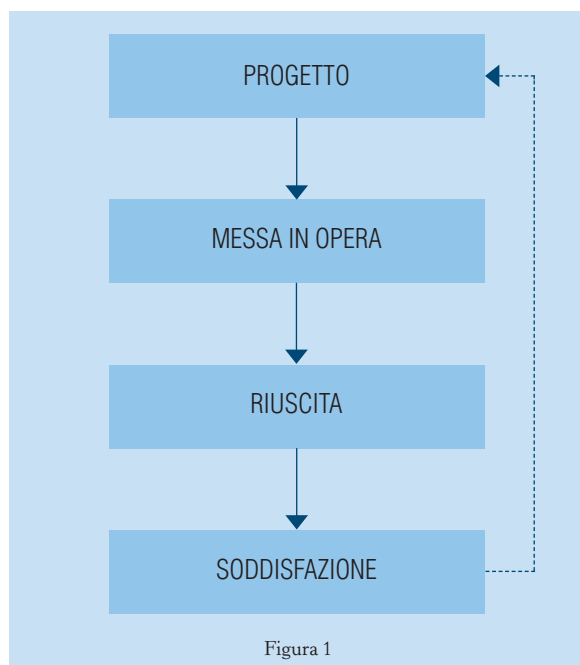 PROGETTO
MESSA IN OPERA
RIUSCITA
SODDISFAZIONE
Figura 1